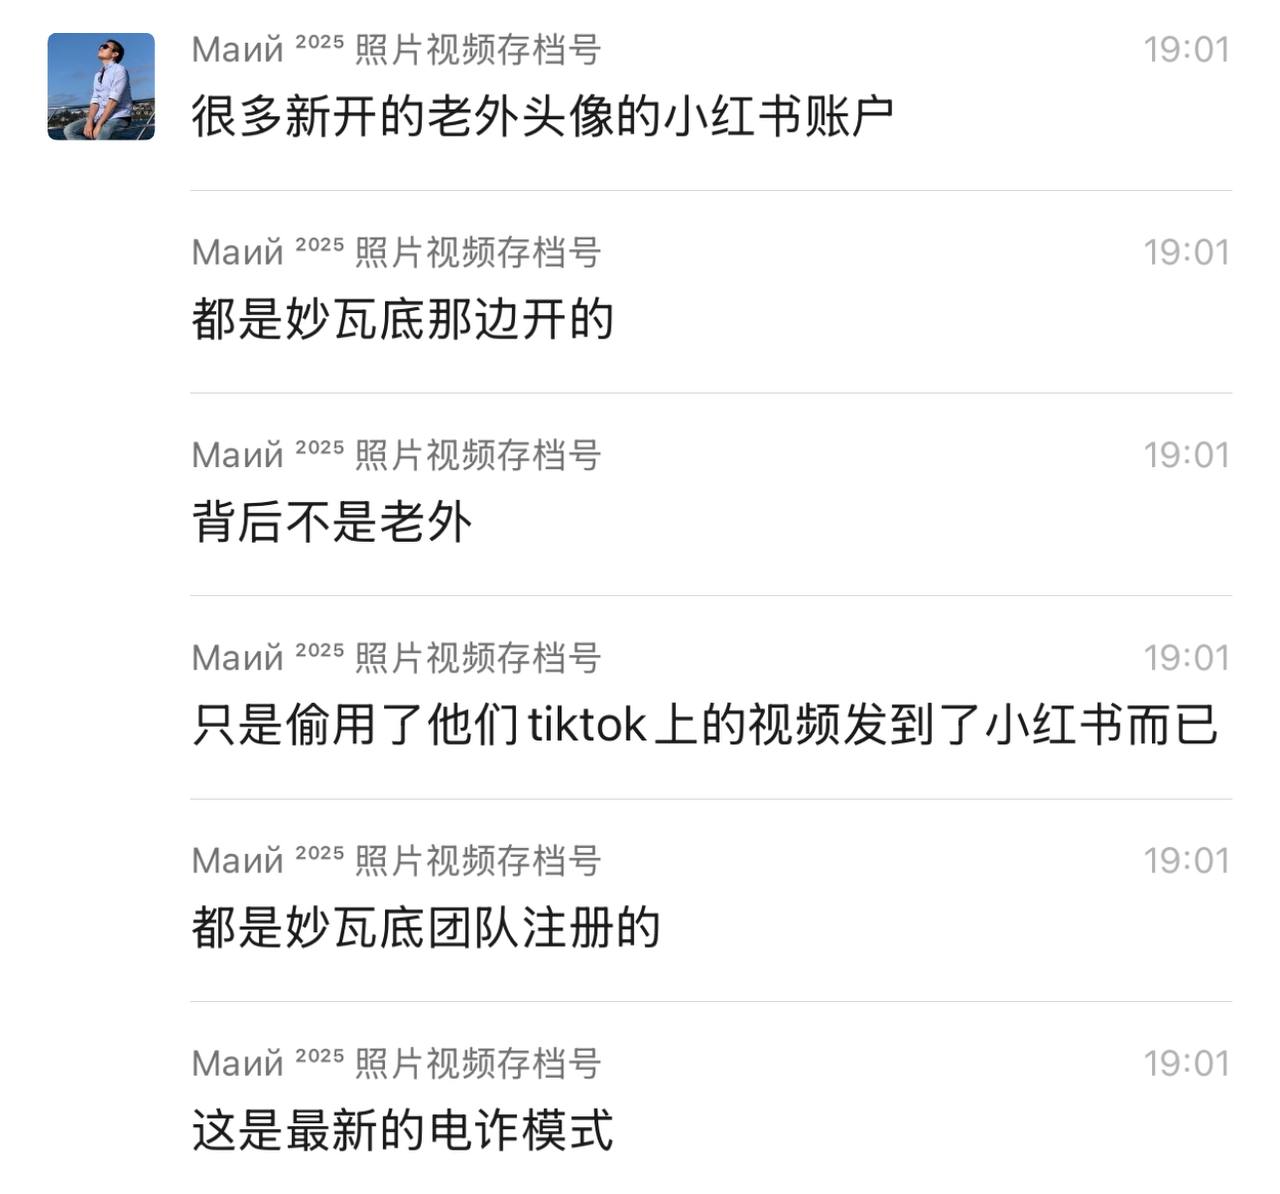 Маий ²⁰²⁵ 照片视频存档号 19:01
很多新开的老外头像的小红书账户
Маий ²⁰²⁵ 照片视频存档号 19:01
都是妙瓦底那边开的
Маий ²⁰²⁵ 照片视频存档号 19:01
背后不是老外
Маий ²⁰²⁵ 照片视频存档号 19:01
只是偷用了他们tiktok上的视频发到了小红书而已
Маий ²⁰²⁵ 照片视频存档号 19:01
都是妙瓦底团队注册的
Маий ²⁰²⁵ 照片视频存档号 19:01
这是最新的电诈模式